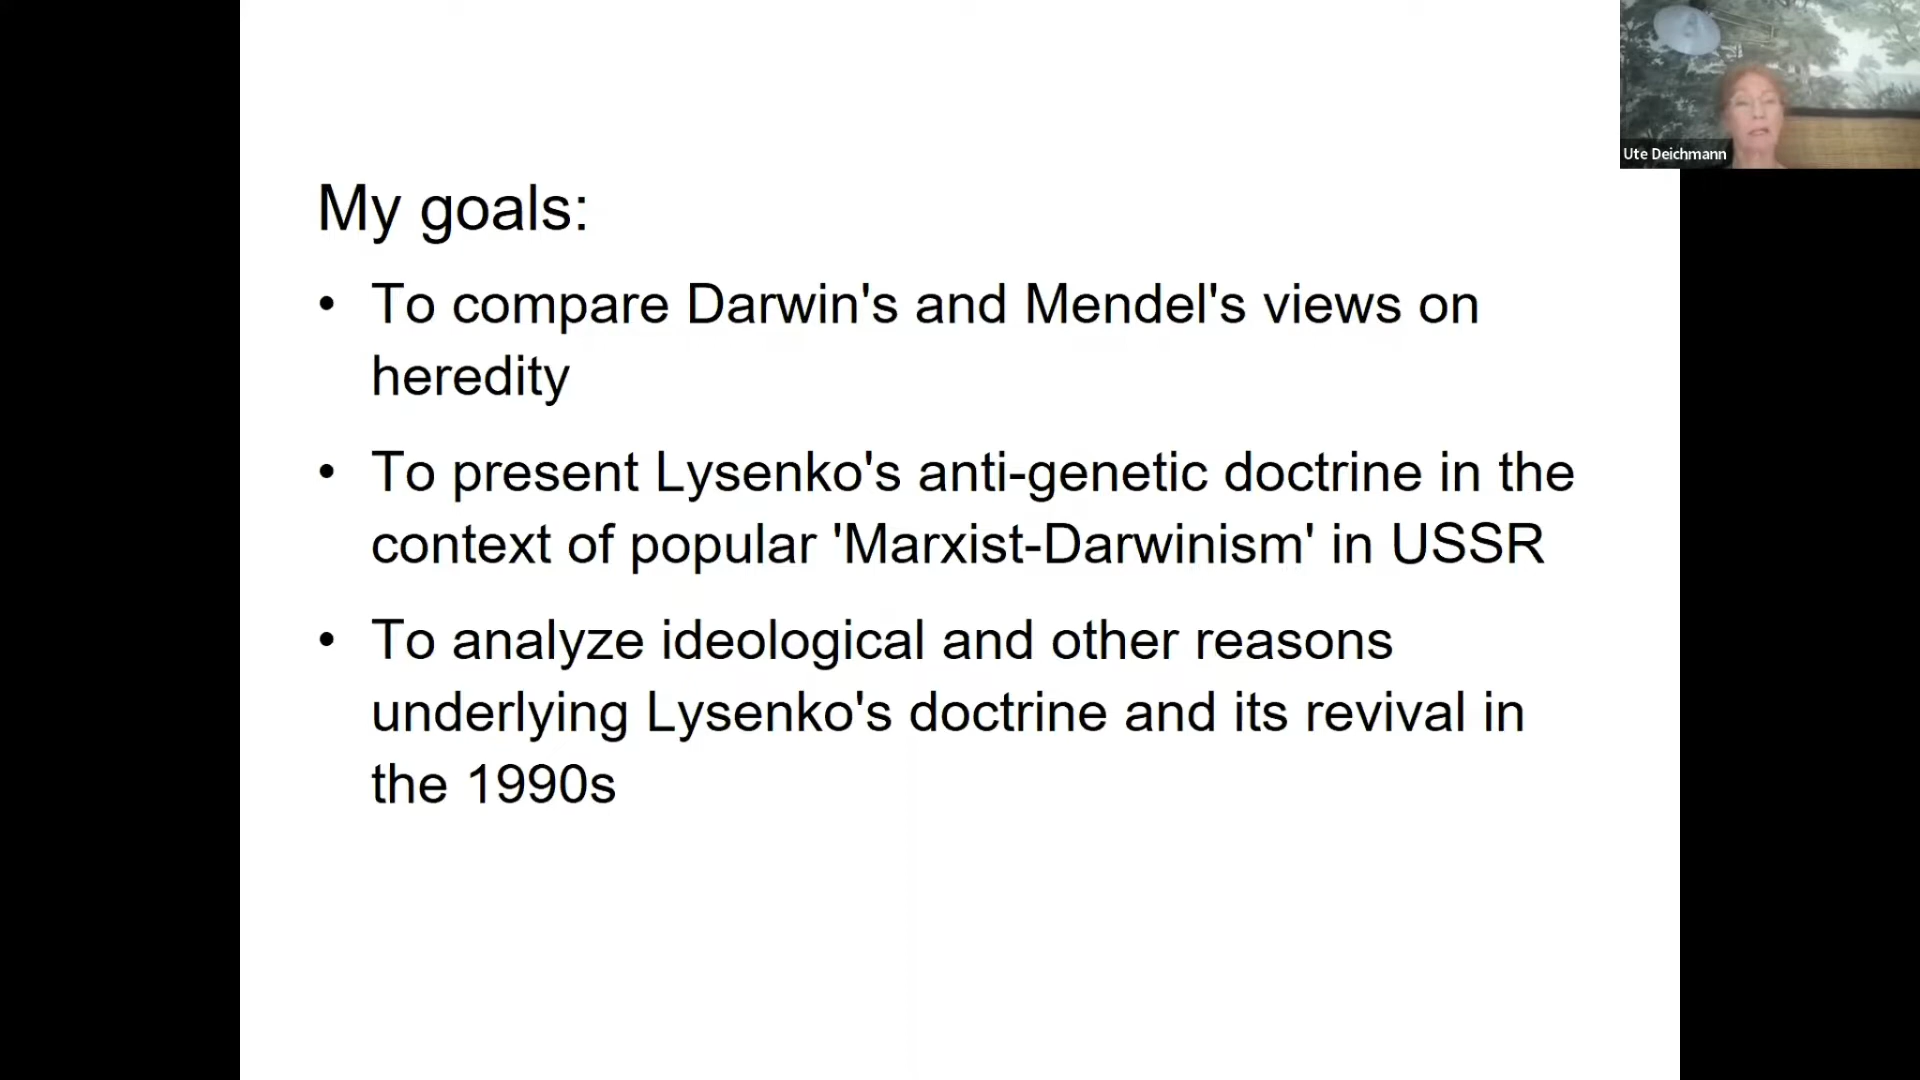 My goals:
• To compare Darwin's and Mendel's views on
heredity
• To present Lysenko's anti-genetic doctrine in the
context of popular 'Marxist-Darwinism' in USSR
• To analyze ideological and other reasons
underlying Lysenko's doctrine and its revival in
the 1990s
Ute Deichmann